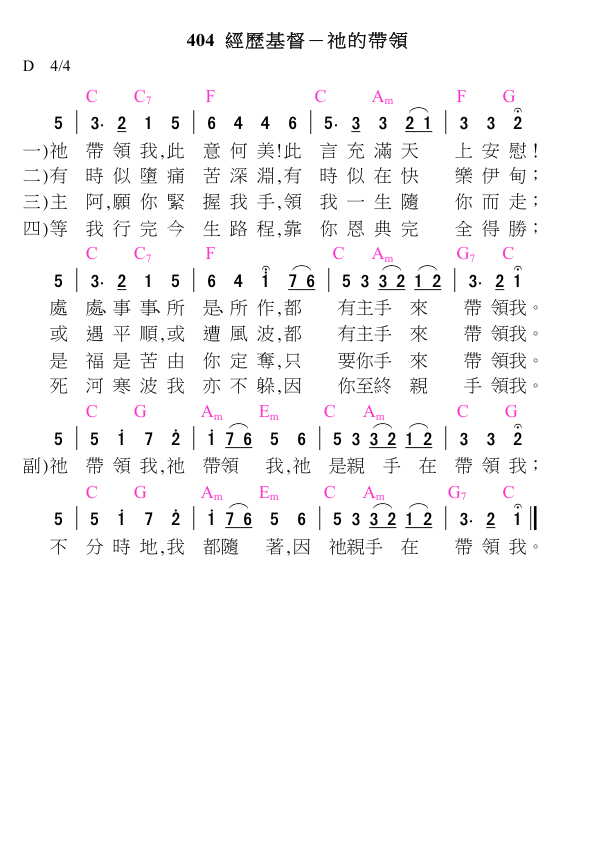 404 經歷基督－祂的帶領
D 4/4
C C7 F C Am F G
5 | 3· 2 1 5 | 6 4 4 6 | 5· 3 3 2 1 | 3 3 2
一)祂 帶領我,此 意何美!此 言充滿天 上安慰!
二)有 時似墮痛 苦深淵,有 時似在快 樂伊甸；
三)主 阿,願你緊 握我手,領 我一生隨 你而走；
四)等 我行完今 生路程,靠 你恩典完 全得勝；
C C7 F C Am G7 C
5 | 3· 2 1 5 | 6 4 i 7 6 | 5 3 3 2 1 2 | 3· 2 1
處 處、事事、所 是、所作,都 有主手來 帶領我。
或 遇平順,或 遭風波,都 有主手來 帶領我。
是 福是苦由 你定奪,只 要你手來 帶領我。
死 河寒波我 亦不躲,因 你至終親 手領我。
C G Am Em C Am C G
5 | 5 i 7 2̇ | i 7 6 5 6 | 5 3 3 2 1 2 | 3 3 2
副)祂 帶領我,祂 帶領 我,祂 是親手在 帶領我；
C G Am Em C Am G7 C
5 | 5 i 7 2̇ | i 7 6 5 6 | 5 3 3 2 1 2 | 3· 2 1
不 分時地,我 都隨 著,因 祂親手在 帶領我。